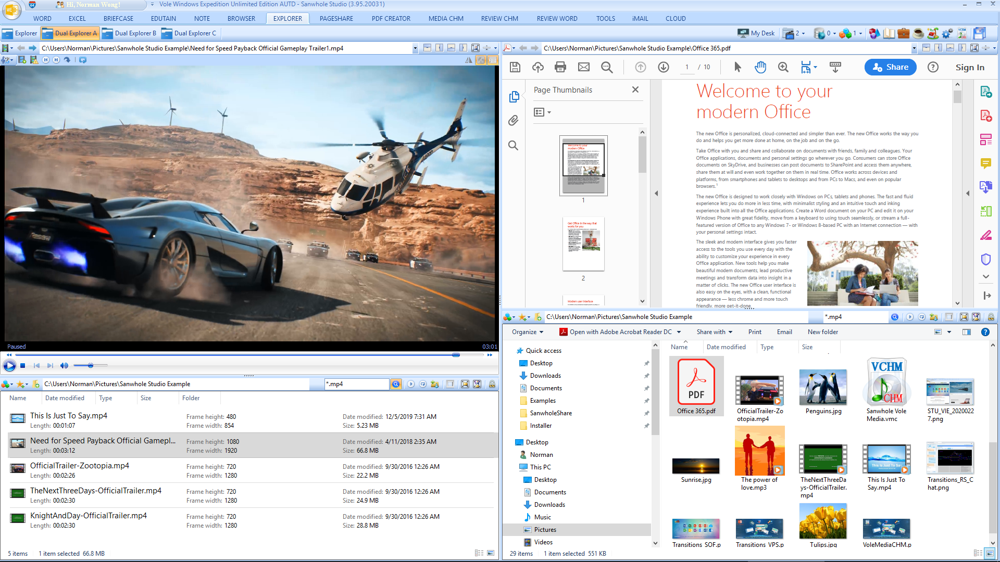 Hi, Norman Wong!
Vole Windows Expedition Unlimited Edition AUTD - Sanwhole Studio (3.95.20031)
WORD EXCEL BRIEFCASE EDUTAIN NOTE BROWSER EXPLORER PAGESHARE PDF CREATOR MEDIA CHM REVIEW CHM REVIEW WORD TOOLS iMAIL CLOUD
Explorer Dual Explorer A Dual Explorer B Dual Explorer C My Desk 2 0 1
C:\Users\Norman\Pictures\Sanwhole Studio Example\Need for Speed Payback Official Gameplay Trailer1.mp4
POLICE
Paused 03:01
C:\Users\Norman\Pictures\Sanwhole Studio Example *.mp4
Name Date modified Type Size Folder
This Is Just To Say.mp4
Length: 00:01:07
Frame height: 480
Frame width: 854
Date modified: 12/5/2019 7:31 AM
Size: 5.23 MB
Need for Speed Payback Official Gamepl...
Length: 00:03:12
Frame height: 1080
Frame width: 1920
Date modified: 4/11/2018 2:35 AM
Size: 66.8 MB
OfficialTrailer-Zootopia.mp4
Length: 00:02:26
Frame height: 720
Frame width: 1280
Date modified: 9/30/2016 12:26 AM
Size: 22.2 MB
TheNextThreeDays-OfficialTrailer.mp4
Length: 00:02:30
Frame height: 720
Frame width: 1280
Date modified: 9/30/2016 12:26 AM
Size: 24.9 MB
KnightAndDay-OfficialTrailer.mp4
Length: 00:02:30
Frame height: 720
Frame width: 1280
Date modified: 9/30/2016 12:26 AM
Size: 28.8 MB
5 items 1 item selected 66.8 MB
C:\Users\Norman\Pictures\Sanwhole Studio Example\Office 365.pdf
1 / 10 Share Sign In
Page Thumbnails
Welcome to your
modern Office
1
Get Office in the way that
works for you
2
Modern user interface
Welcome to your
modern Office
The new Office is personalized, cloud-connected and simpler than ever. The new Office works the way you
do and helps you get more done at home, on the job and on the go.
Take Office with you and share and collaborate on documents with friends, family and colleagues. Your
Office applications, documents and personal settings go wherever you go. Consumers can store Office
documents on SkyDrive, and businesses can post documents to SharePoint and access them anywhere,
share them at will and even work together on them in real time. Office works across devices and
platforms, from smartphones and tablets to desktops and from PCs to Macs, and even on popular
browsers.1
The new Office is designed to work closely with Windows on PCs, tablets and phones. The fast and fluid
experience lets you do more in less time, with minimalist styling and an intuitive touch and inking
experience built into all the Office applications. Create a Word document on your PC and edit it on your
Windows Phone with great fidelity, move from a keyboard to using touch seamlessly, or stream a full-
featured version of Office to any Windows 7- or Windows 8-based PC with an Internet connection — with
your personal settings intact.
The sleek and modern interface gives you faster
access to the tools you use every day with the
ability to customize your experience in every
Office application. New tools help you make
beautiful modern documents, lead productive
meetings and transform data into insight in a
matter of clicks. The new Office user interface is
also easy on the eyes, with a clean, functional
appearance — less chrome and more touch
friendly, more get-it-done.
C:\Users\Norman\Pictures\Sanwhole Studio Example *.mp4
Organize Open with Adobe Acrobat Reader DC Share with Print Email New folder
Quick access
Desktop
Downloads
Documents
Examples
SanwholeShare
Installer
Desktop
Norman
This PC
Desktop
Documents
Downloads
Music
Pictures
Videos
Name Date modified Type Size
PDF
Office 365.pdf
OfficialTrailer-Zo
otopia.mp4
Penguins.jpg
VCHM
CHM
Sanwhole Vole
Media.vmc
STU_VIE_2020022
7.png
Sunrise.jpg
The power of
love.mp3
TheNextThreeDa
ys-OfficialTrailer.
mp4
This Is Just To Say
This Is Just To
Say.mp4
Transitions_RS_C
hat.png
Transitions_SOF.p
Transitions_VPS.p
Tulips.jpg
VoleMediaCHM.p
29 items 1 item selected 551 KB